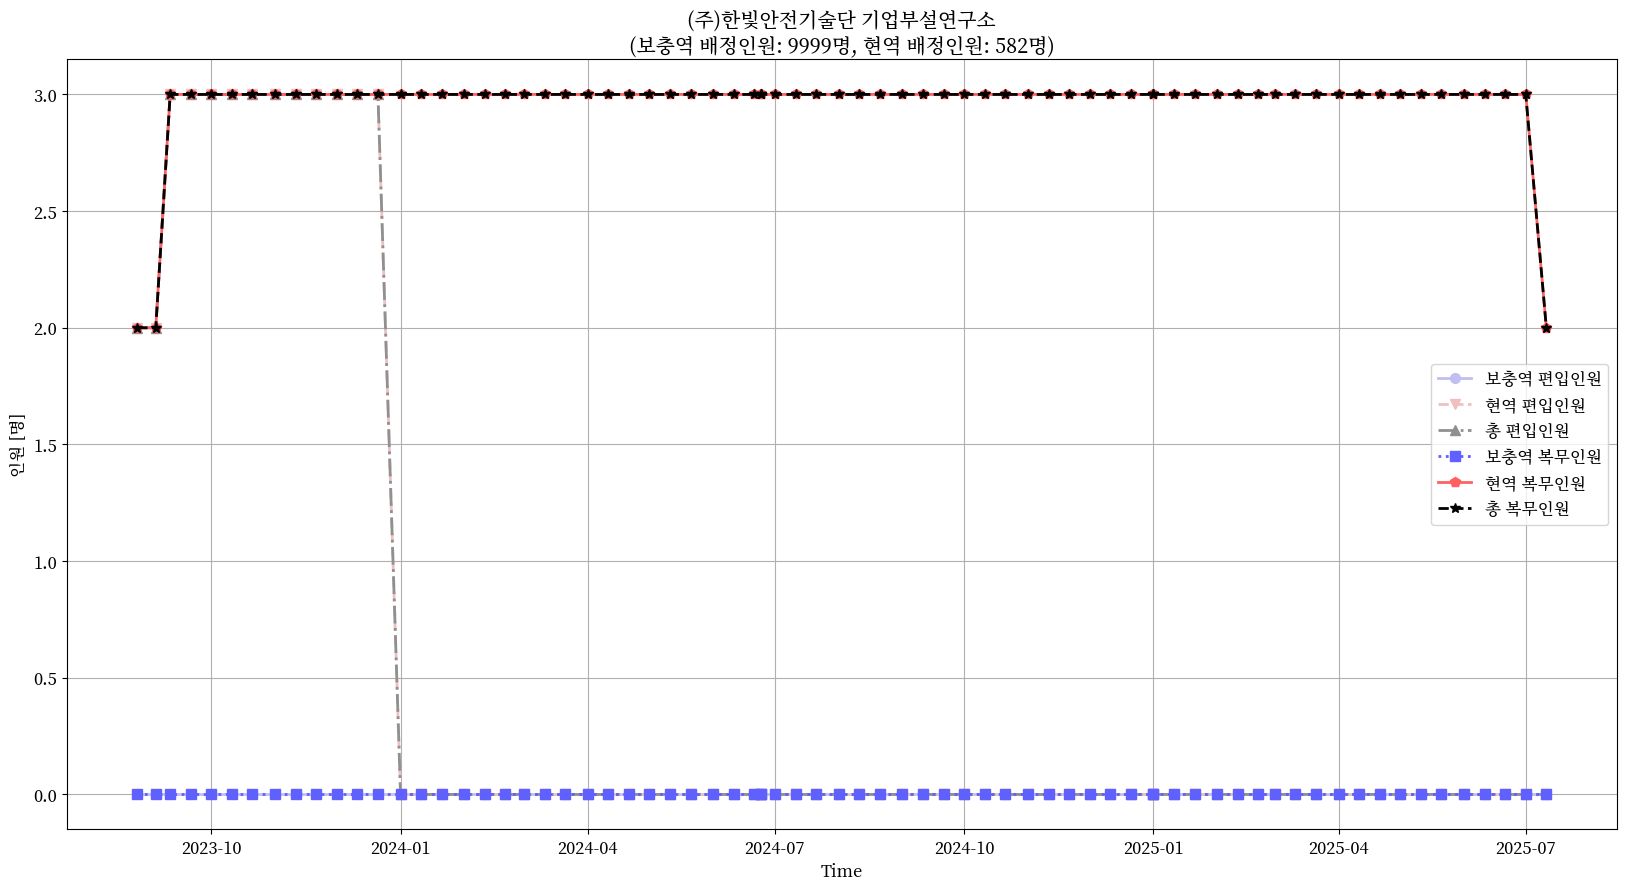 (주)한빛안전기술단 기업부설연구소
(보충역 배정인원: 9999명, 현역 배정인원: 582명)
3.0
2.5
2.0
1.5
1.0
0.5
0.0
인원 [명]
보충역 편입인원
현역 편입인원
총 편입인원
보충역 복무인원
현역 복무인원
총 복무인원
2023-10 2024-01 2024-04 2024-07 2024-10 2025-01 2025-04 2025-07
Time